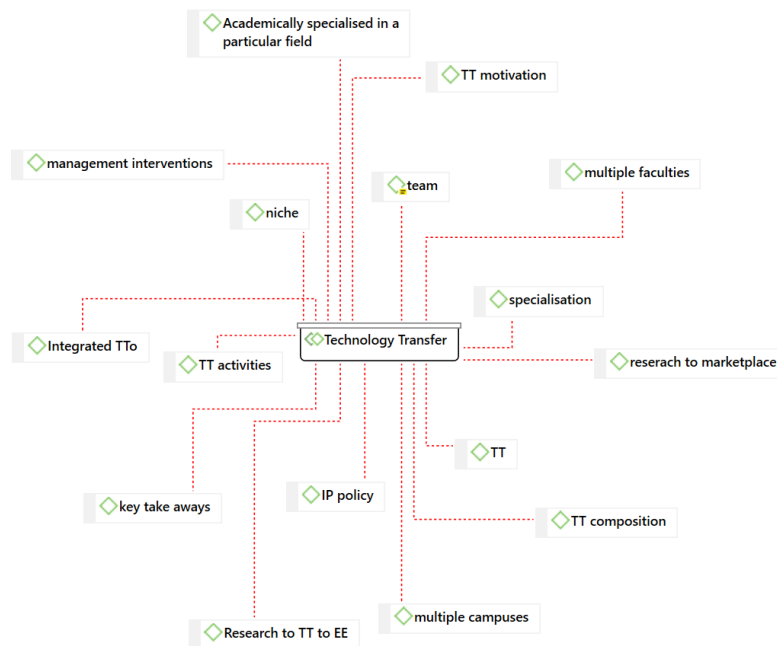 Academically specialised in a
particular field
TT motivation
management interventions
team
multiple faculties
niche
specialisation
Technology Transfer
Integrated TTo
TT activities
reserach to marketplace
TT
key take aways
IP policy
TT composition
multiple campuses
Research to TT to EE